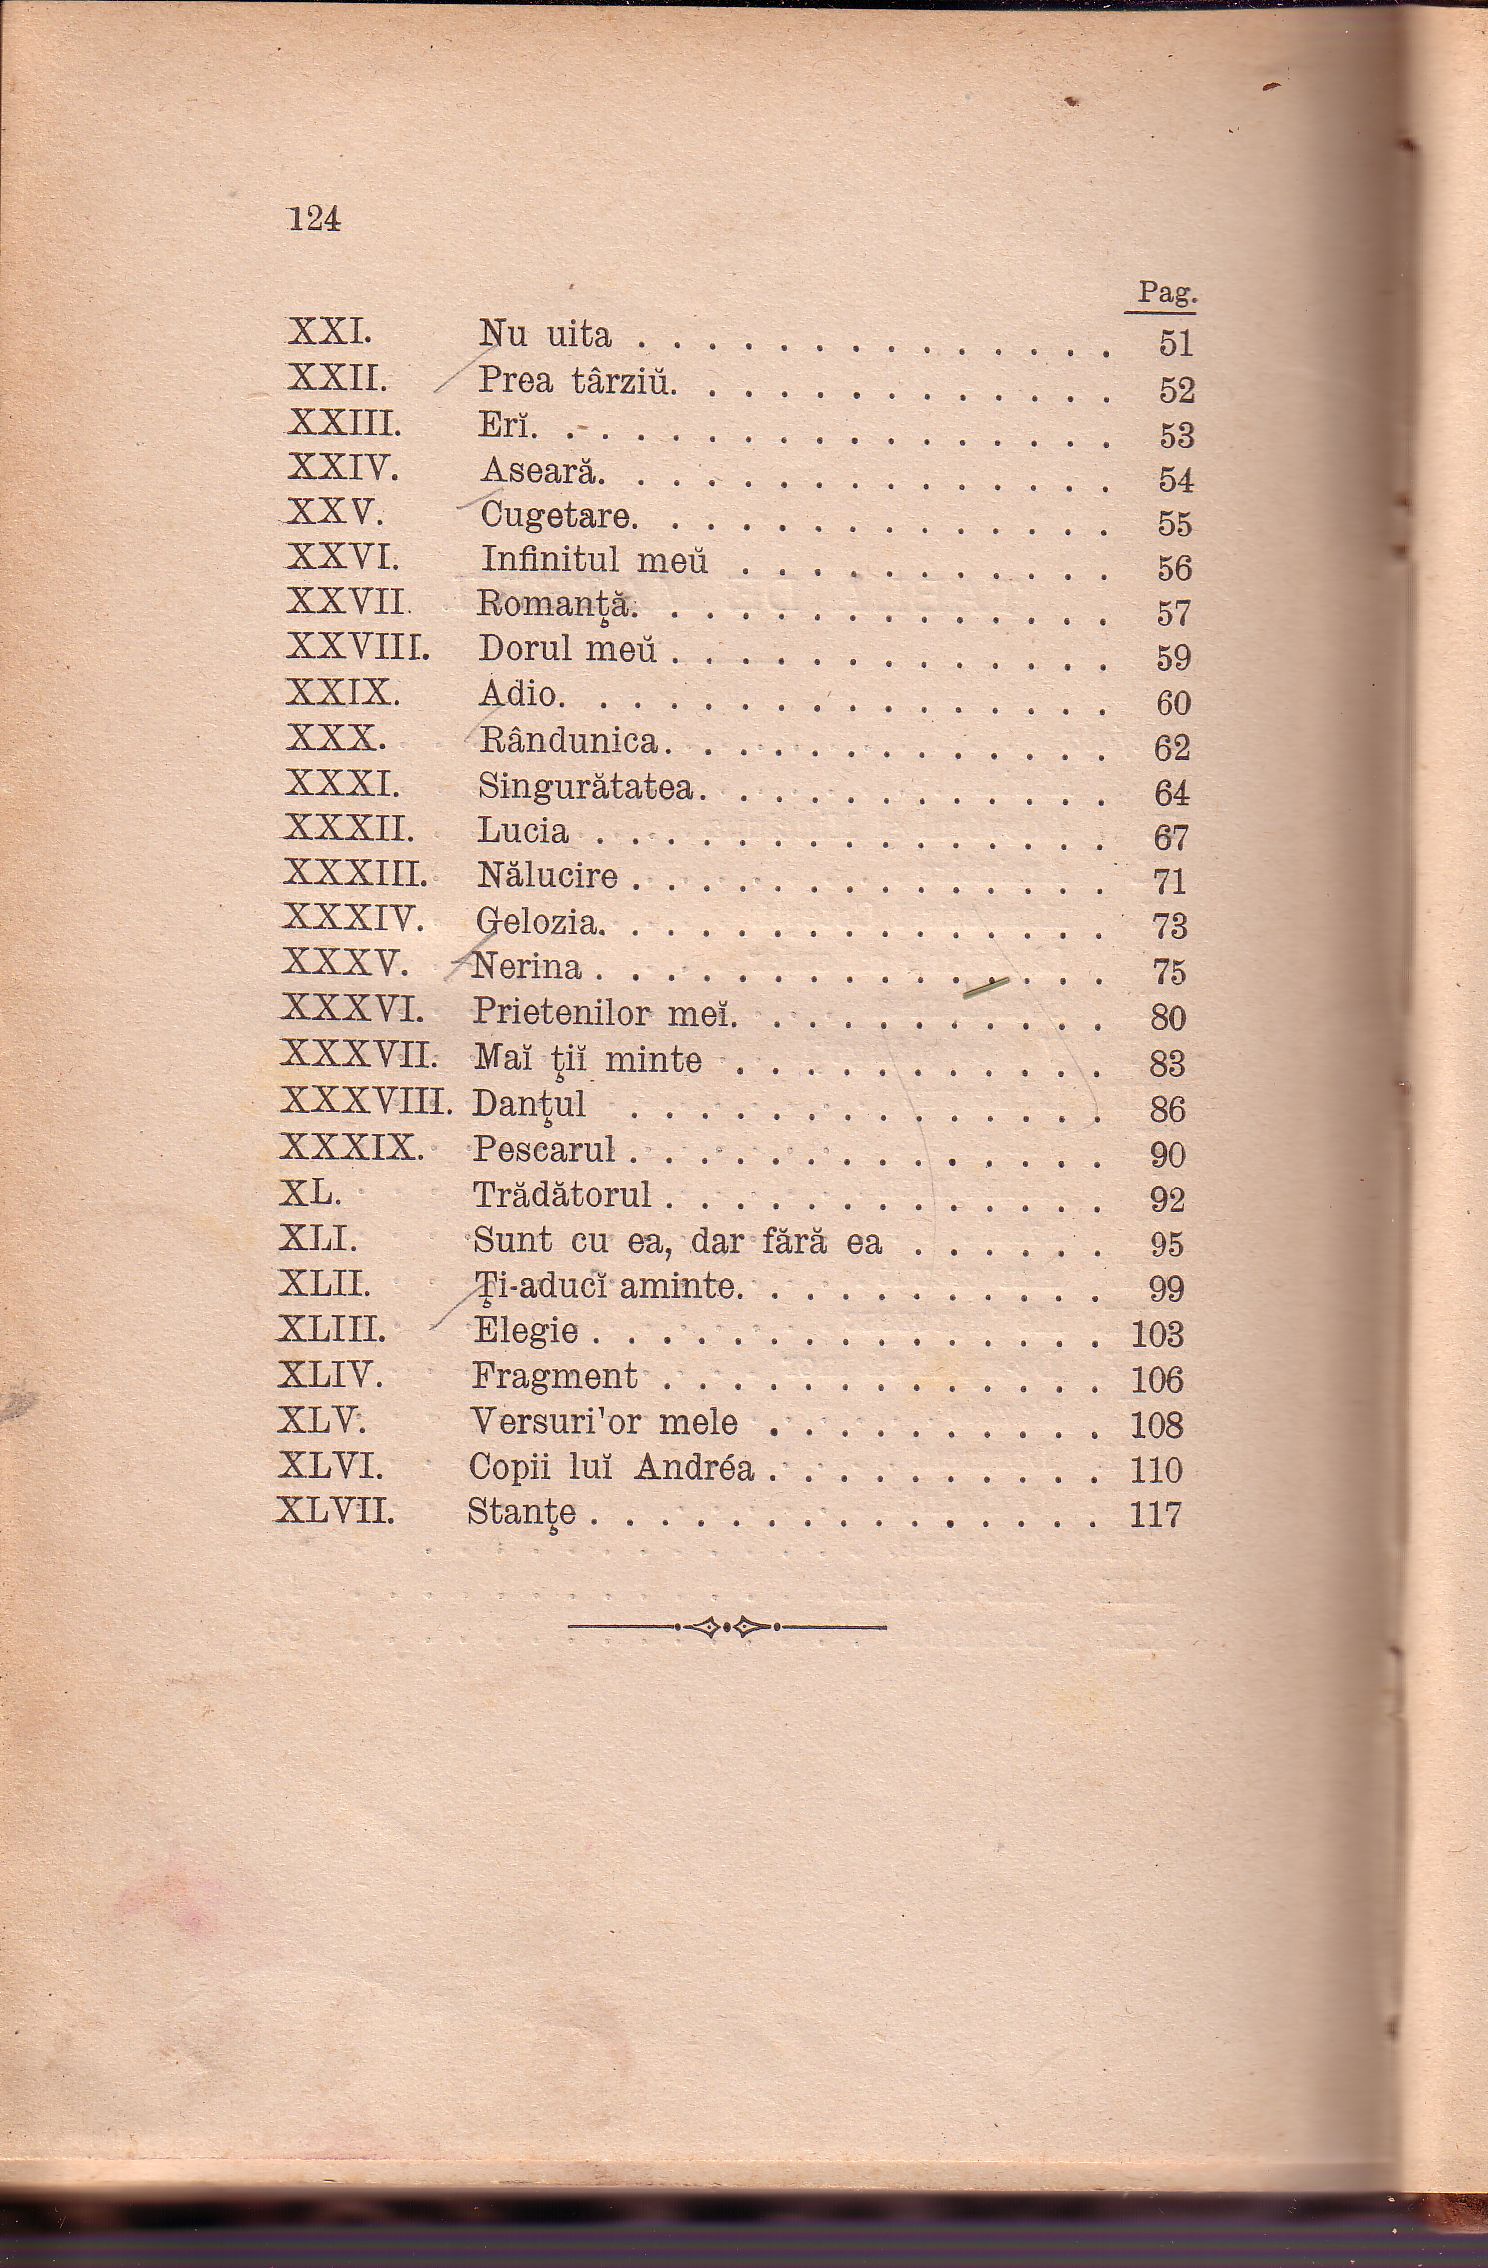 124
Pag.
XXI. Nu uita . . . . . . . . . . . . . . 51
XXII. Prea târziŭ. . . . . . . . . . . . . 52
XXIII. Erĭ. . . . . . . . . . . . . . . . . 53
XXIV. Aseară. . . . . . . . . . . . . . . 54
XXV. Cugetare. . . . . . . . . . . . . . 55
XXVI. Infinitul meŭ . . . . . . . . . . . 56
XXVII. Romanţă. . . . . . . . . . . . . . 57
XXVIII. Dorul meŭ . . . . . . . . . . . . . 59
XXIX. Adio. . . . . . . . . . . . . . . . 60
XXX. Rândunica. . . . . . . . . . . . . 62
XXXI. Singurătatea. . . . . . . . . . . . 64
XXXII. Lucia . . . . . . . . . . . . . . . 67
XXXIII. Nălucire . . . . . . . . . . . . . . 71
XXXIV. Gelozia. . . . . . . . . . . . . . . 73
XXXV. Nerina . . . . . . . . . . . . . . . 75
XXXVI. Prietenilor meĭ. . . . . . . . . . . 80
XXXVII. Maĭ ţiĭ minte . . . . . . . . . . . 83
XXXVIII. Danţul . . . . . . . . . . . . . . 86
XXXIX. Pescarul . . . . . . . . . . . . . . 90
XL. Trădătorul . . . . . . . . . . . . . 92
XLI. Sunt cu ea, dar fără ea . . . . . . 95
XLII. Ţi-aducĭ aminte. . . . . . . . . . . 99
XLIII. Elegie . . . . . . . . . . . . . . . 103
XLIV. Fragment . . . . . . . . . . . . . 106
XLV. Versuri'or mele . . . . . . . . . . 108
XLVI. Copii luĭ Andréa . . . . . . . . . . 110
XLVII. Stanţe . . . . . . . . . . . . . . . 117